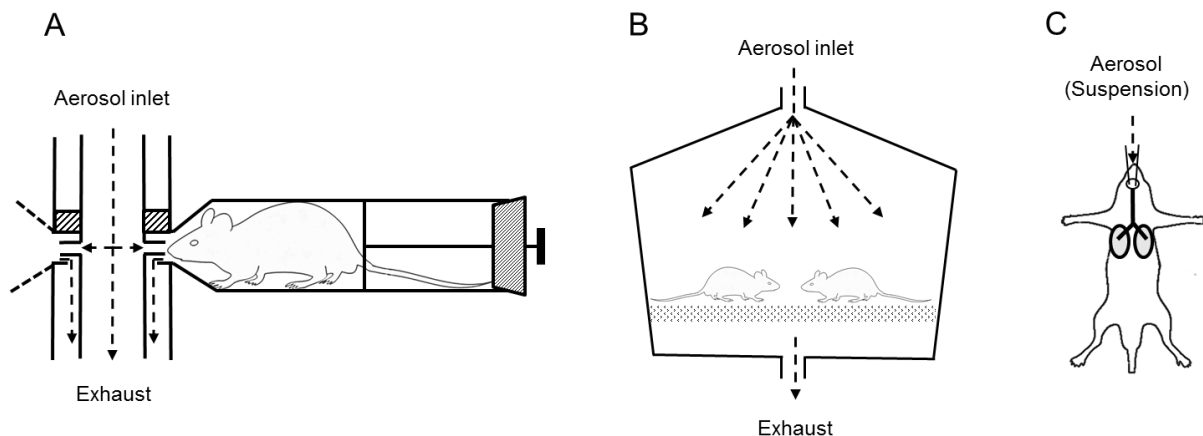 A
Aerosol inlet
Exhaust
B
Aerosol inlet
Exhaust
C
Aerosol
(Suspension)